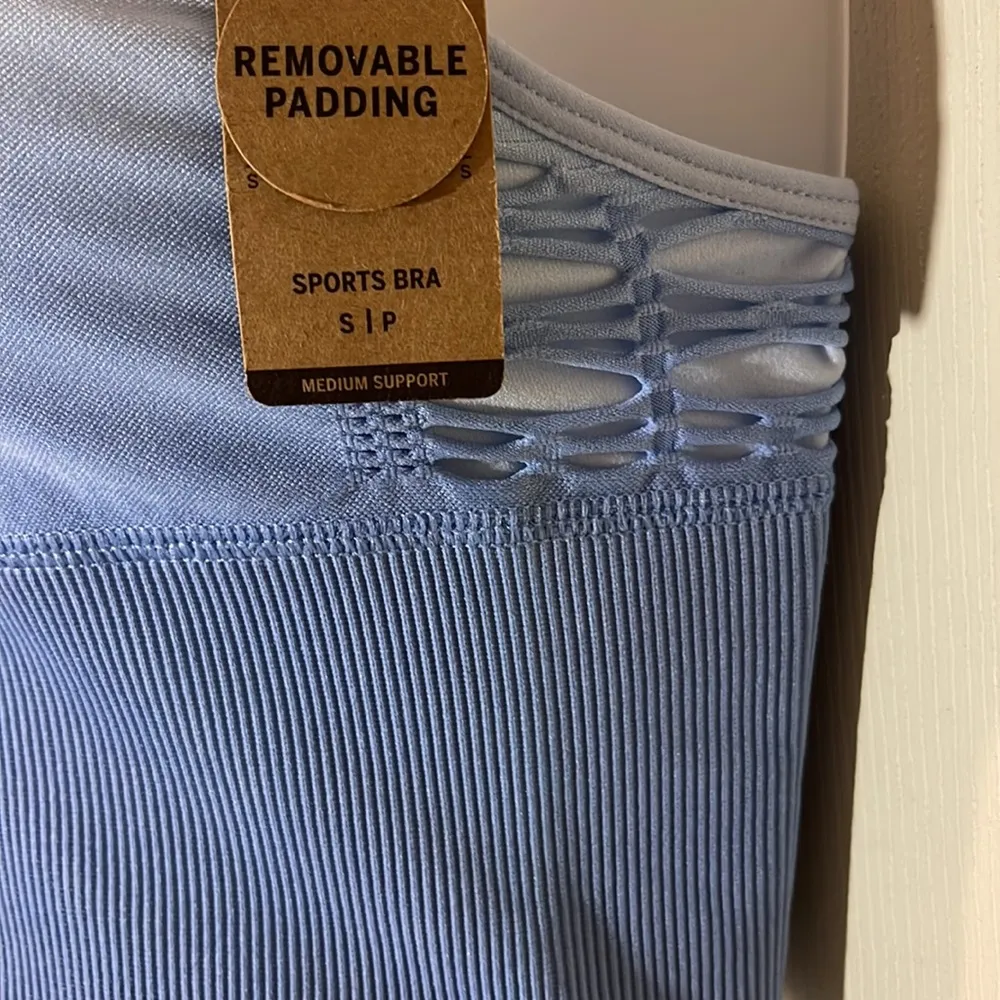 REMOVABLE
PADDING
S S
SPORTS BRA
S | P
MEDIUM SUPPORT